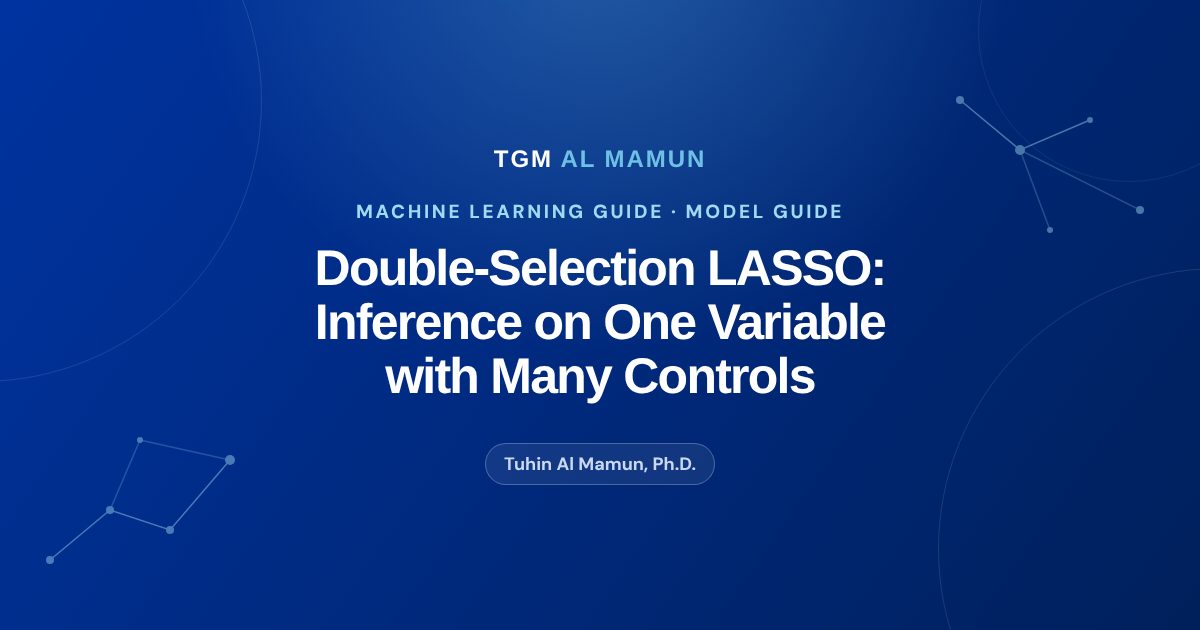 TGM AL MAMUN
MACHINE LEARNING GUIDE · MODEL GUIDE
Double-Selection LASSO:
Inference on One Variable
with Many Controls
Tuhin Al Mamun, Ph.D.